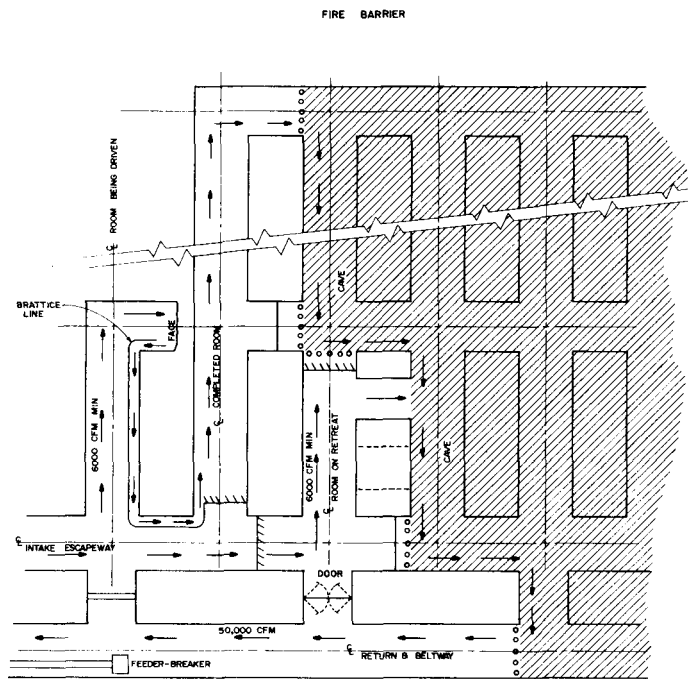 FIRE BARRIER
℄ ROOM BEING DRIVEN
BRATTICE
LINE
FACE
CAVE
℄ COMPLETED ROOM
6000 CFM MIN
6000 CFM MIN
℄ ROOM ON RETREAT
CAVE
℄ INTAKE ESCAPEWAY
DOOR
50,000 CFM
℄ RETURN & BELTWAY
FEEDER-BREAKER